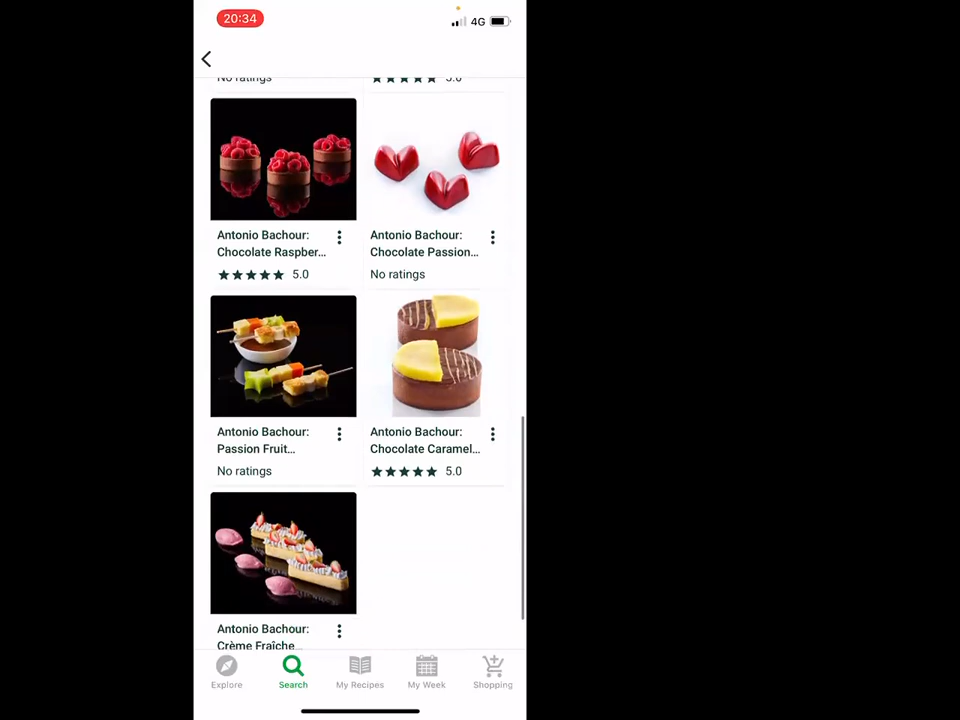 20:34
4G
No ratings
5.0
Antonio Bachour:
Chocolate Raspber...
5.0
Antonio Bachour:
Chocolate Passion...
No ratings
Antonio Bachour:
Passion Fruit...
No ratings
Antonio Bachour:
Chocolate Caramel...
5.0
Antonio Bachour:
Crème Fraîche...
Explore
Search
My Recipes
My Week
Shopping